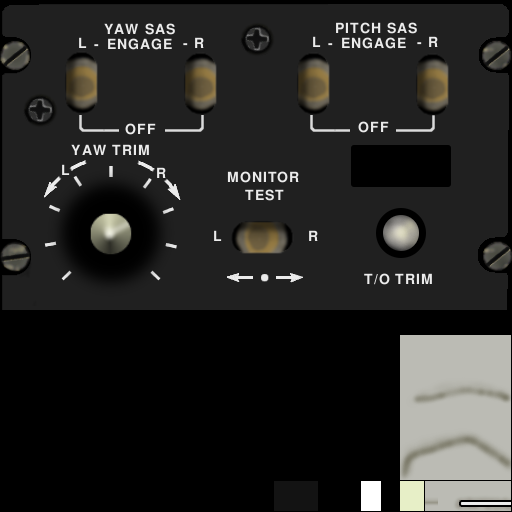 YAW SAS
L - ENGAGE - R
OFF
PITCH SAS
L - ENGAGE - R
OFF
YAW TRIM
L R
MONITOR
TEST
L R
T/O TRIM